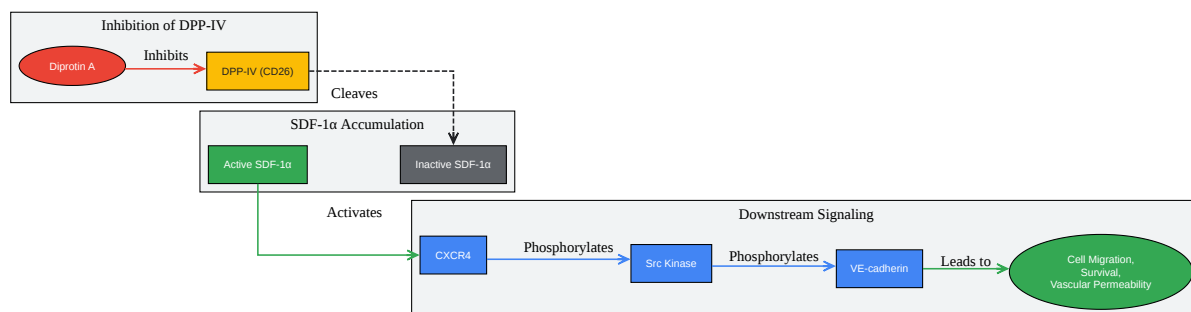 Inhibition of DPP-IV
Diprotin A
Inhibits
DPP-IV (CD26)
Cleaves
SDF-1α Accumulation
Active SDF-1α
Inactive SDF-1α
Activates
Downstream Signaling
CXCR4
Phosphorylates
Src Kinase
Phosphorylates
VE-cadherin
Leads to
Cell Migration,
Survival,
Vascular Permeability